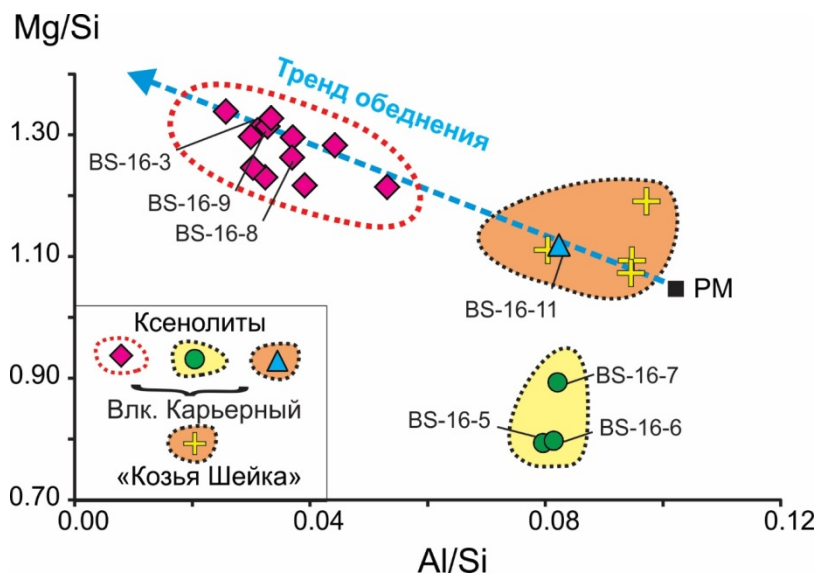 Mg/Si
Тренд обеднения
1.30
BS-16-3
BS-16-9
BS-16-8
1.10
BS-16-11
PM
Ксенолиты
Влк. Карьерный
«Козья Шейка»
0.90
BS-16-7
BS-16-5
BS-16-6
0.70
0.00
0.04
0.08
0.12
Al/Si